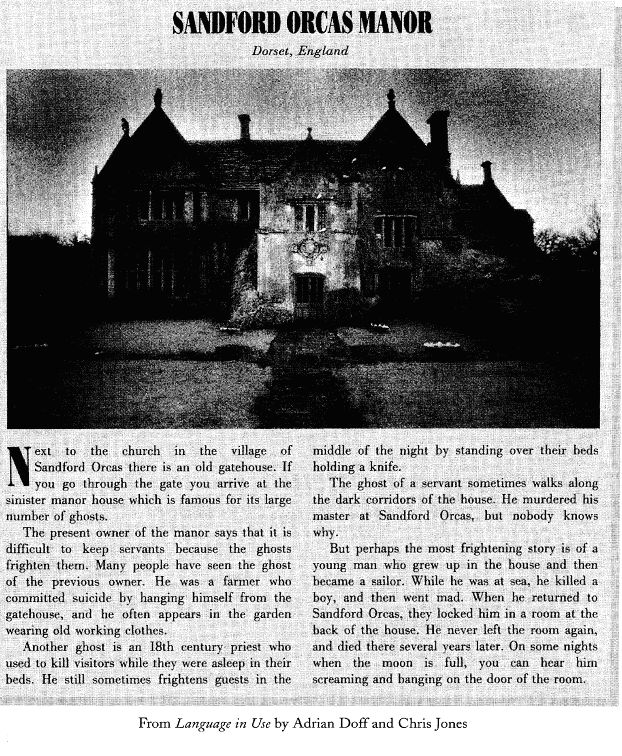 SANDFORD ORCAS MANOR
Dorset, England
Next to the church in the village of
Sandford Orcas there is an old gatehouse. If
you go through the gate you arrive at the
sinister manor house which is famous for its large
number of ghosts.
The present owner of the manor says that it is
difficult to keep servants because the ghosts
frighten them. Many people have seen the ghost
of the previous owner. He was a farmer who
committed suicide by hanging himself from the
gatehouse, and he often appears in the garden
wearing old working clothes.
Another ghost is an 18th century priest who
used to kill visitors while they were asleep in their
beds. He still sometimes frightens guests in the
middle of the night by standing over their beds
holding a knife.
The ghost of a servant sometimes walks along
the dark corridors of the house. He murdered his
master at Sandford Orcas, but nobody knows
why.
But perhaps the most frightening story is of a
young man who grew up in the house and then
became a sailor. While he was at sea, he killed a
boy, and then went mad. When he returned to
Sandford Orcas, they locked him in a room at the
back of the house. He never left the room again,
and died there several years later. On some nights
when the moon is full, you can hear him
screaming and banging on the door of the room.
From Language in Use by Adrian Doff and Chris Jones